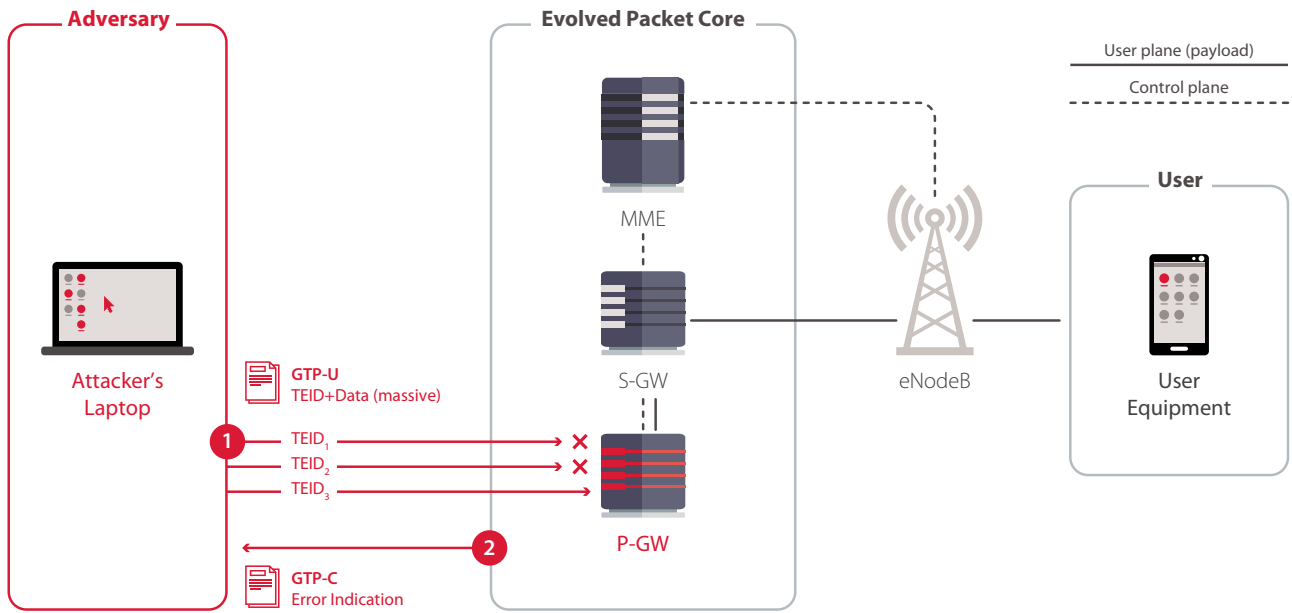 Adversary
Attacker's
Laptop
Evolved Packet Core
MME
S-GW
P-GW
eNodeB
User plane (payload)
Control plane
User
User
Equipment
GTP-U
TEID+Data (massive)
1
TEID1
TEID2
TEID3
2
GTP-C
Error Indication